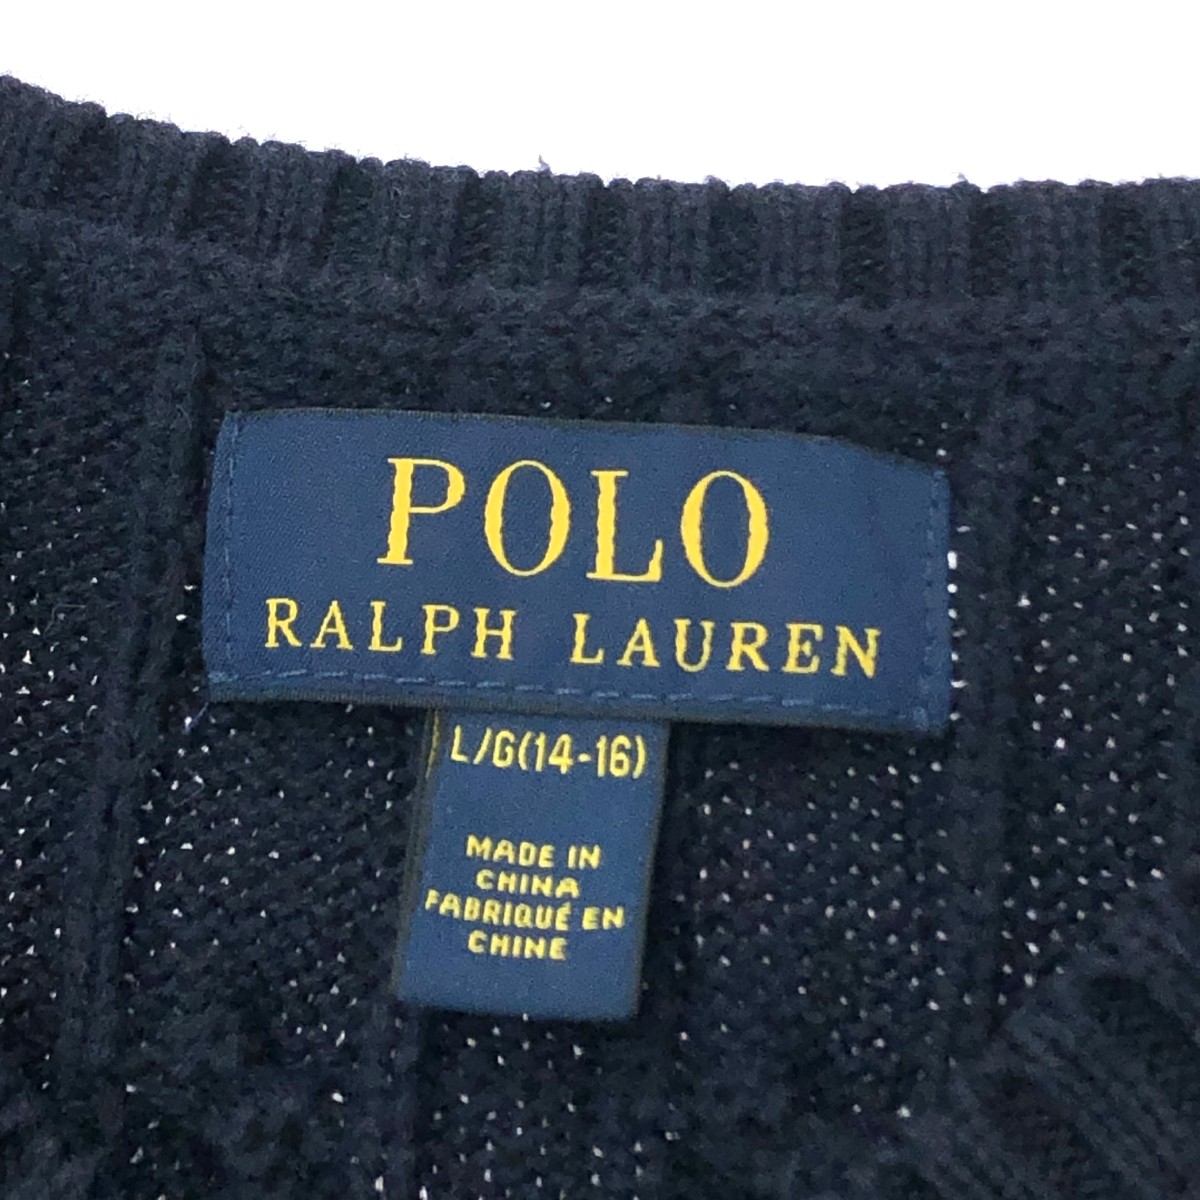 POLO
RALPH LAUREN
L/G(14-16)
MADE IN
CHINA
FABRIQUÉ EN
CHINE